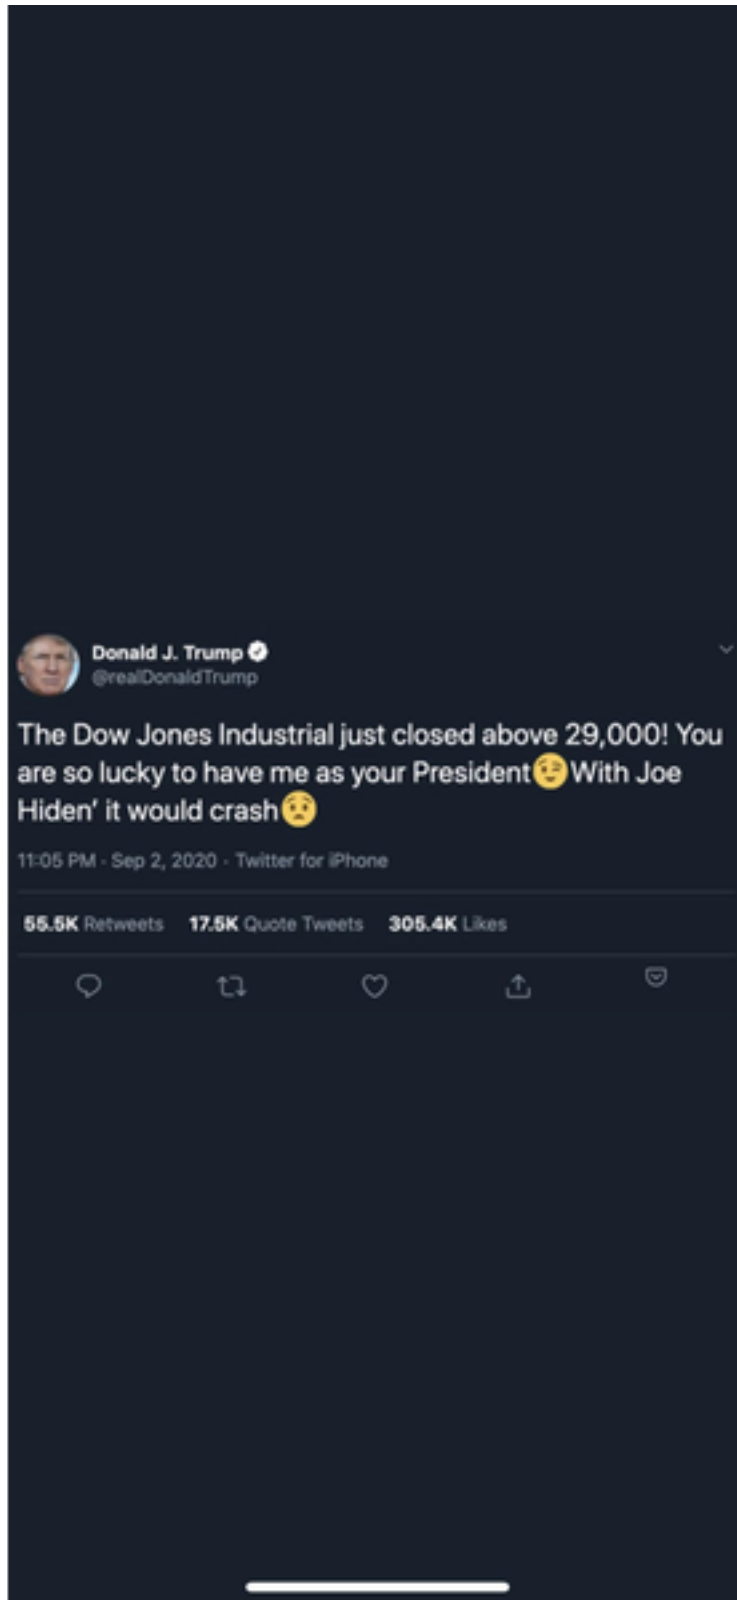 Donald J. Trump
@realDonaldTrump
The Dow Jones Industrial just closed above 29,000! You
are so lucky to have me as your President😉With Joe
Hiden’ it would crash😟
11:05 PM · Sep 2, 2020 · Twitter for iPhone
55.5K Retweets 17.5K Quote Tweets 305.4K Likes